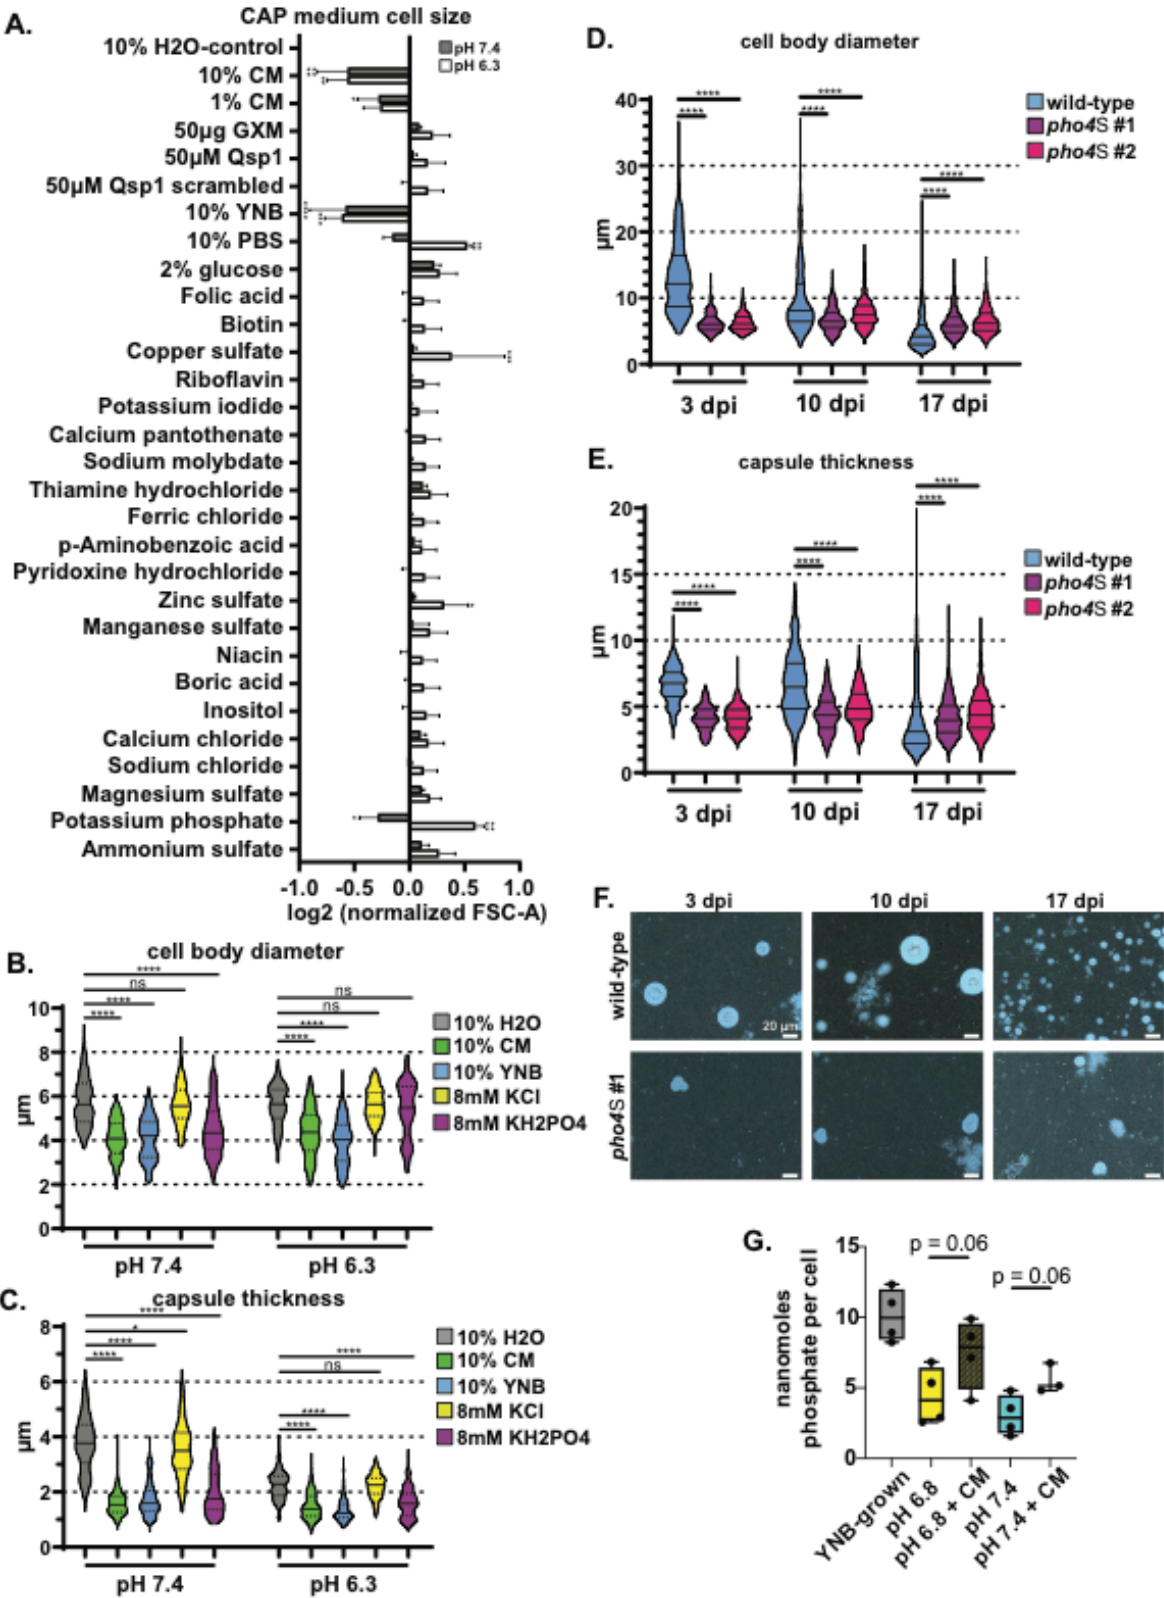 A.
CAP medium cell size
pH 7.4
pH 6.3
10% H2O-control
10% CM
1% CM
50µg GXM
50µM Qsp1
50µM Qsp1 scrambled
10% YNB
10% PBS
2% glucose
Folic acid
Biotin
Copper sulfate
Riboflavin
Potassium iodide
Calcium pantothenate
Sodium molybdate
Thiamine hydrochloride
Ferric chloride
p-Aminobenzoic acid
Pyridoxine hydrochloride
Zinc sulfate
Manganese sulfate
Niacin
Boric acid
Inositol
Calcium chloride
Sodium chloride
Magnesium sulfate
Potassium phosphate
Ammonium sulfate
-1.0 -0.5 0.0 0.5 1.0
log2 (normalized FSC-A)
B.
cell body diameter
**** ns **** ****
ns ns **** ****
µm
10
8
6
4
2
0
pH 7.4 pH 6.3
10% H2O
10% CM
10% YNB
8mM KCl
8mM KH2PO4
C.
capsule thickness
**** * **** ****
**** ns **** ****
µm
8
6
4
2
0
pH 7.4 pH 6.3
10% H2O
10% CM
10% YNB
8mM KCl
8mM KH2PO4
D.
cell body diameter
**** ****
**** ****
**** ****
µm
40
30
20
10
0
3 dpi 10 dpi 17 dpi
wild-type
pho4S #1
pho4S #2
E.
capsule thickness
**** ****
**** ****
**** ****
µm
20
15
10
5
0
3 dpi 10 dpi 17 dpi
wild-type
pho4S #1
pho4S #2
F.
3 dpi 10 dpi 17 dpi
wild-type
20 µm
pho4S #1
G.
nanomoles
phosphate per cell
15
10
5
0
p = 0.06
p = 0.06
YNB-grown
pH 6.8
pH 6.8 + CM
pH 7.4
pH 7.4 + CM